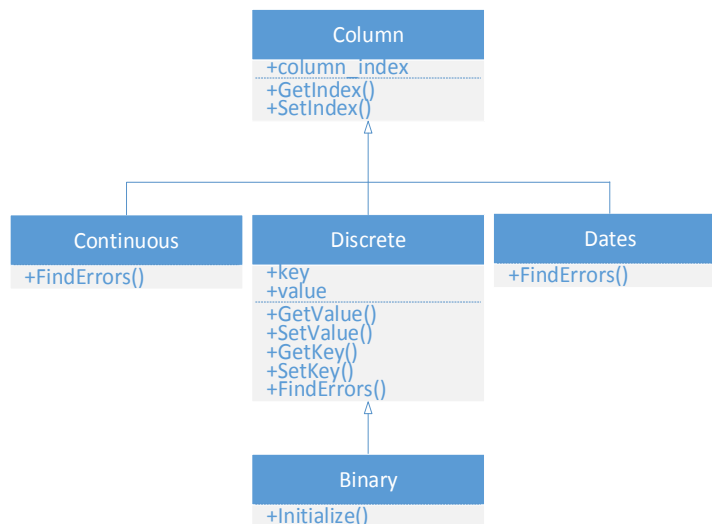 Column
+column_index
+GetIndex()
+SetIndex()
Continuous
+FindErrors()
Discrete
+key
+value
+GetValue()
+SetValue()
+GetKey()
+SetKey()
+FindErrors()
Dates
+FindErrors()
Binary
+Initialize()